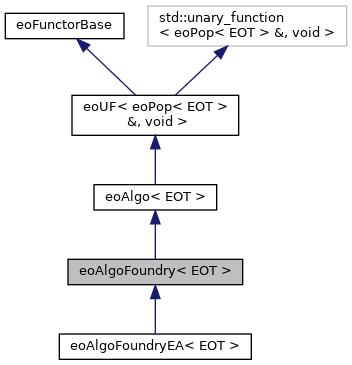 eoFunctorBase
std::unary_function
< eoPop< EOT > &, void >
eoUF< eoPop< EOT >
&, void >
eoAlgo< EOT >
eoAlgoFoundry< EOT >
eoAlgoFoundryEA< EOT >